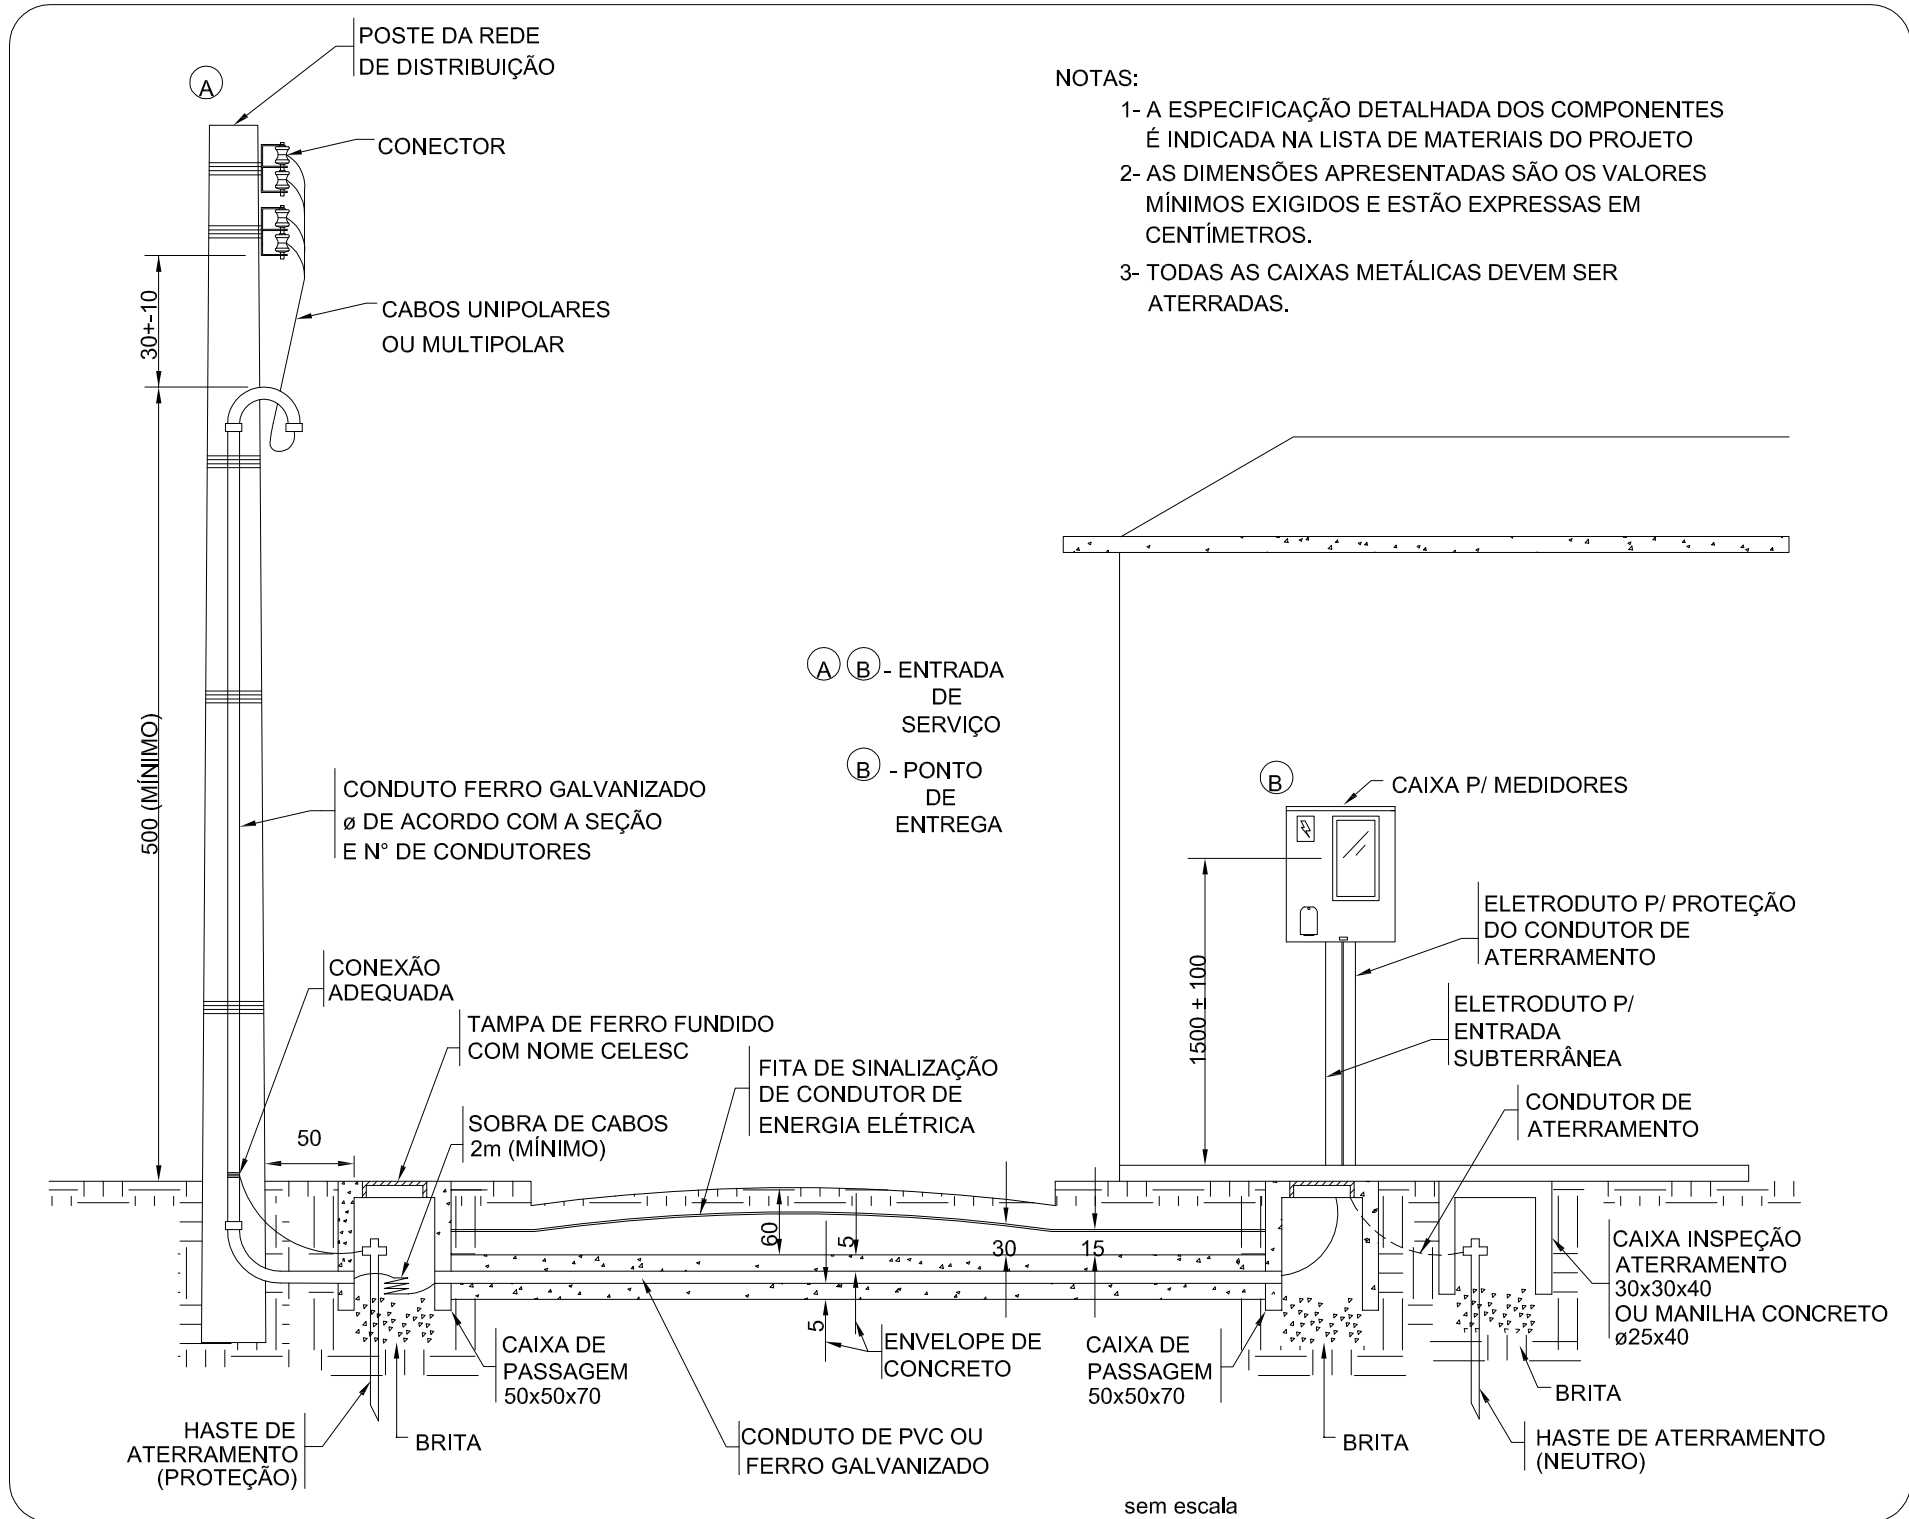 A
POSTE DA REDE
DE DISTRIBUIÇÃO
CONECTOR
NOTAS:
1- A ESPECIFICAÇÃO DETALHADA DOS COMPONENTES
É INDICADA NA LISTA DE MATERIAIS DO PROJETO
2- AS DIMENSÕES APRESENTADAS SÃO OS VALORES
MÍNIMOS EXIGIDOS E ESTÃO EXPRESSAS EM
CENTÍMETROS.
3- TODAS AS CAIXAS METÁLICAS DEVEM SER
ATERRADAS.
30+-10
CABOS UNIPOLARES
OU MULTIPOLAR
500 (MÍNIMO)
A B - ENTRADA
DE
SERVIÇO
B - PONTO
DE
ENTREGA
B
CAIXA P/ MEDIDORES
CONDUTO FERRO GALVANIZADO
ø DE ACORDO COM A SEÇÃO
E N° DE CONDUTORES
ELETRODUTO P/ PROTEÇÃO
DO CONDUTOR DE
ATERRAMENTO
1500 ± 100
CONEXÃO
ADEQUADA
TAMPA DE FERRO FUNDIDO
COM NOME CELESC
ELETRODUTO P/
ENTRADA
SUBTERRÂNEA
FITA DE SINALIZAÇÃO
DE CONDUTOR DE
ENERGIA ELÉTRICA
SOBRA DE CABOS
2m (MÍNIMO)
50
CONDUTOR DE
ATERRAMENTO
60
5
30
15
5
CAIXA INSPEÇÃO
ATERRAMENTO
30x30x40
OU MANILHA CONCRETO
ø25x40
CAIXA DE
PASSAGEM
50x50x70
ENVELOPE DE
CONCRETO
CAIXA DE
PASSAGEM
50x50x70
BRITA
HASTE DE
ATERRAMENTO
(PROTEÇÃO)
BRITA
CONDUTO DE PVC OU
FERRO GALVANIZADO
BRITA
HASTE DE ATERRAMENTO
(NEUTRO)
sem escala